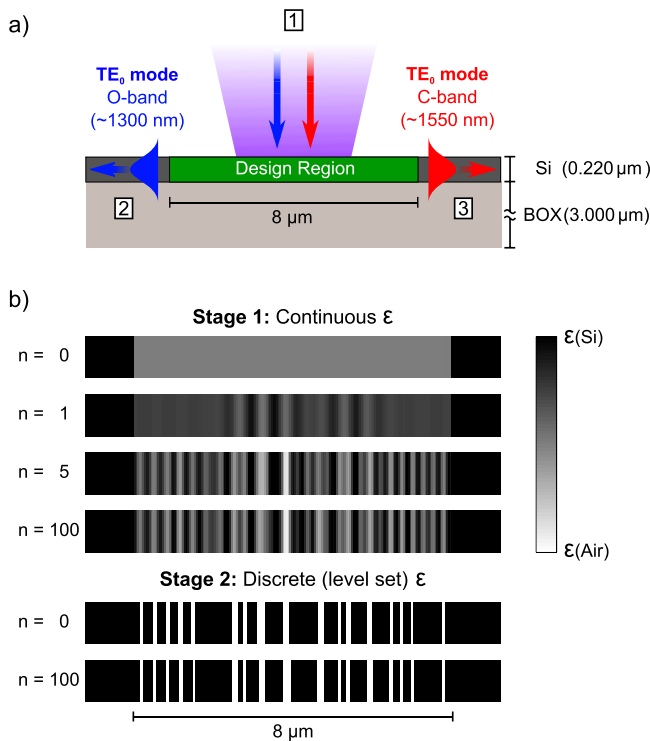 a)
1
TE0 mode
O-band
(~1300 nm)
TE0 mode
C-band
(~1550 nm)
Design Region
Si (0.220 μm)
2
3
BOX (3.000 μm)
8 μm
b)
Stage 1: Continuous ε
n = 0
n = 1
n = 5
n = 100
ε(Si)
ε(Air)
Stage 2: Discrete (level set) ε
n = 0
n = 100
8 μm